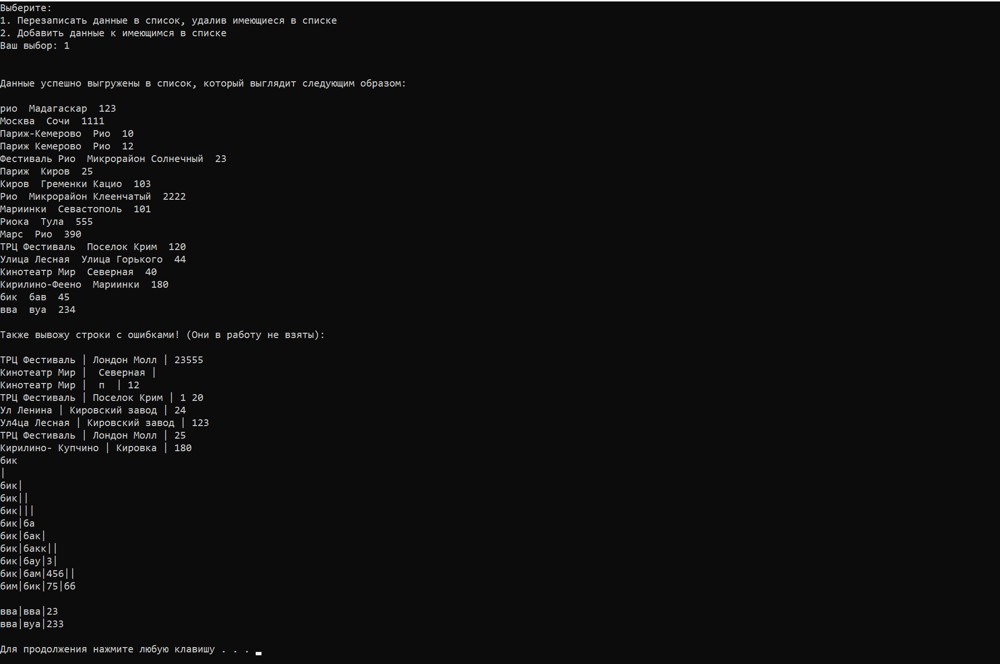 Выберите:
1. Перезаписать данные в список, удалив имеющиеся в списке
2. Добавить данные к имеющимся в списке
Ваш выбор: 1
Данные успешно выгружены в список, который выглядит следующим образом:
рио  Мадагаскар  123
Москва  Сочи  1111
Париж-Кемерово  Рио  10
Париж Кемерово  Рио  12
Фестиваль Рио  Микрорайон Солнечный  23
Париж  Киров  25
Киров  Гременки Кацио  103
Рио  Микрорайон Клеенчатый  2222
Мариинки  Севастополь  101
Риока  Тула  555
Марс  Рио  390
ТРЦ Фестиваль  Поселок Крим  120
Улица Лесная  Улица Горького  44
Кинотеатр Мир  Северная  40
Кирилино-Феено  Мариинки  180
бик  бав  45
вва  вуа  234
Также вывожу строки с ошибками! (Они в работу не взяты):
ТРЦ Фестиваль | Лондон Молл | 23555
Кинотеатр Мир |  Северная |
Кинотеатр Мир |  п  | 12
ТРЦ Фестиваль | Поселок Крим | 1 20
Ул Ленина | Кировский завод | 24
Ул4ца Лесная | Кировский завод | 123
ТРЦ Фестиваль | Лондон Молл | 25
Кирилино- Купчино | Кировка | 180
бик
|
бик|
бик||
бик|||
бик|ба
бик|бак|
бик|бакк||
бик|бау|3|
бик|бам|456||
бим|бик|75|66
вва|вва|23
вва|вуа|233
Для продолжения нажмите любую клавишу . . .